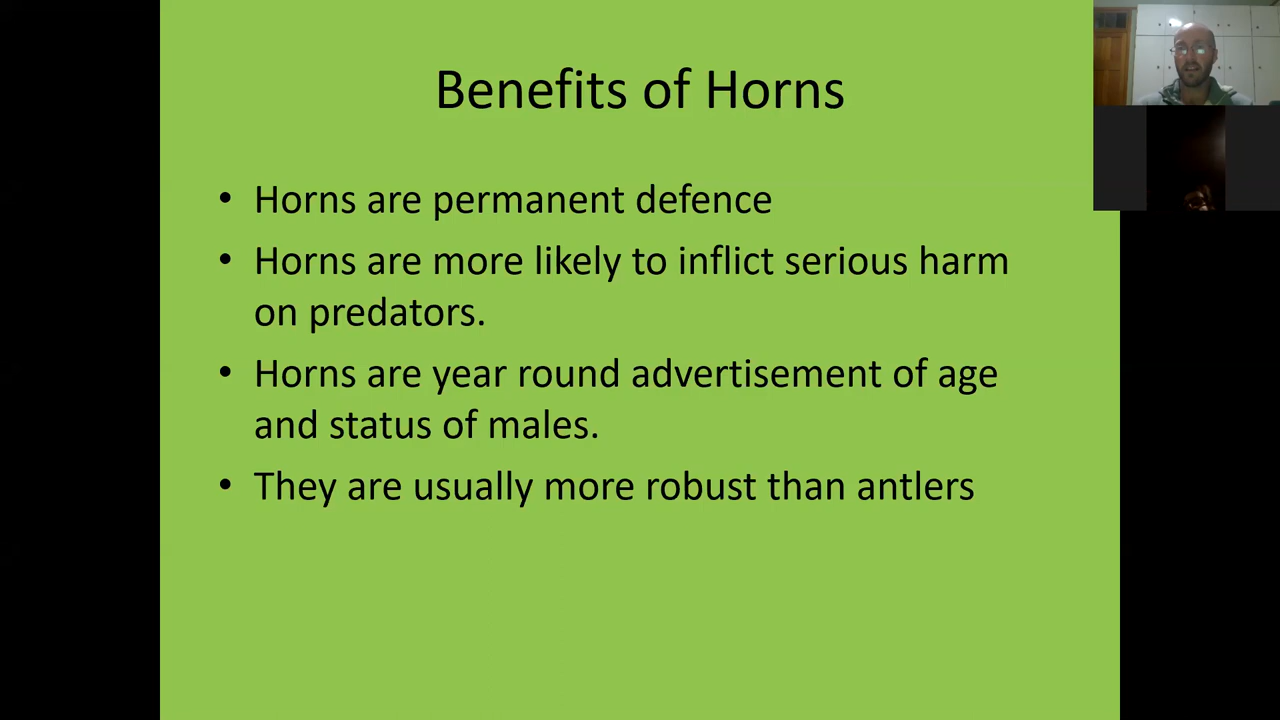 Benefits of Horns
• Horns are permanent defence
• Horns are more likely to inflict serious harm
on predators.
• Horns are year round advertisement of age
and status of males.
• They are usually more robust than antlers